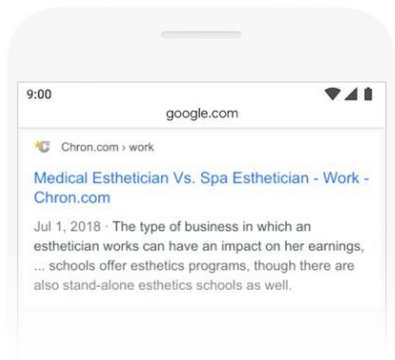 9:00
google.com
Chron.com › work
Medical Esthetician Vs. Spa Esthetician - Work -
Chron.com
Jul 1, 2018 · The type of business in which an
esthetician works can have an impact on her earnings,
... schools offer esthetics programs, though there are
also stand-alone esthetics schools as well.